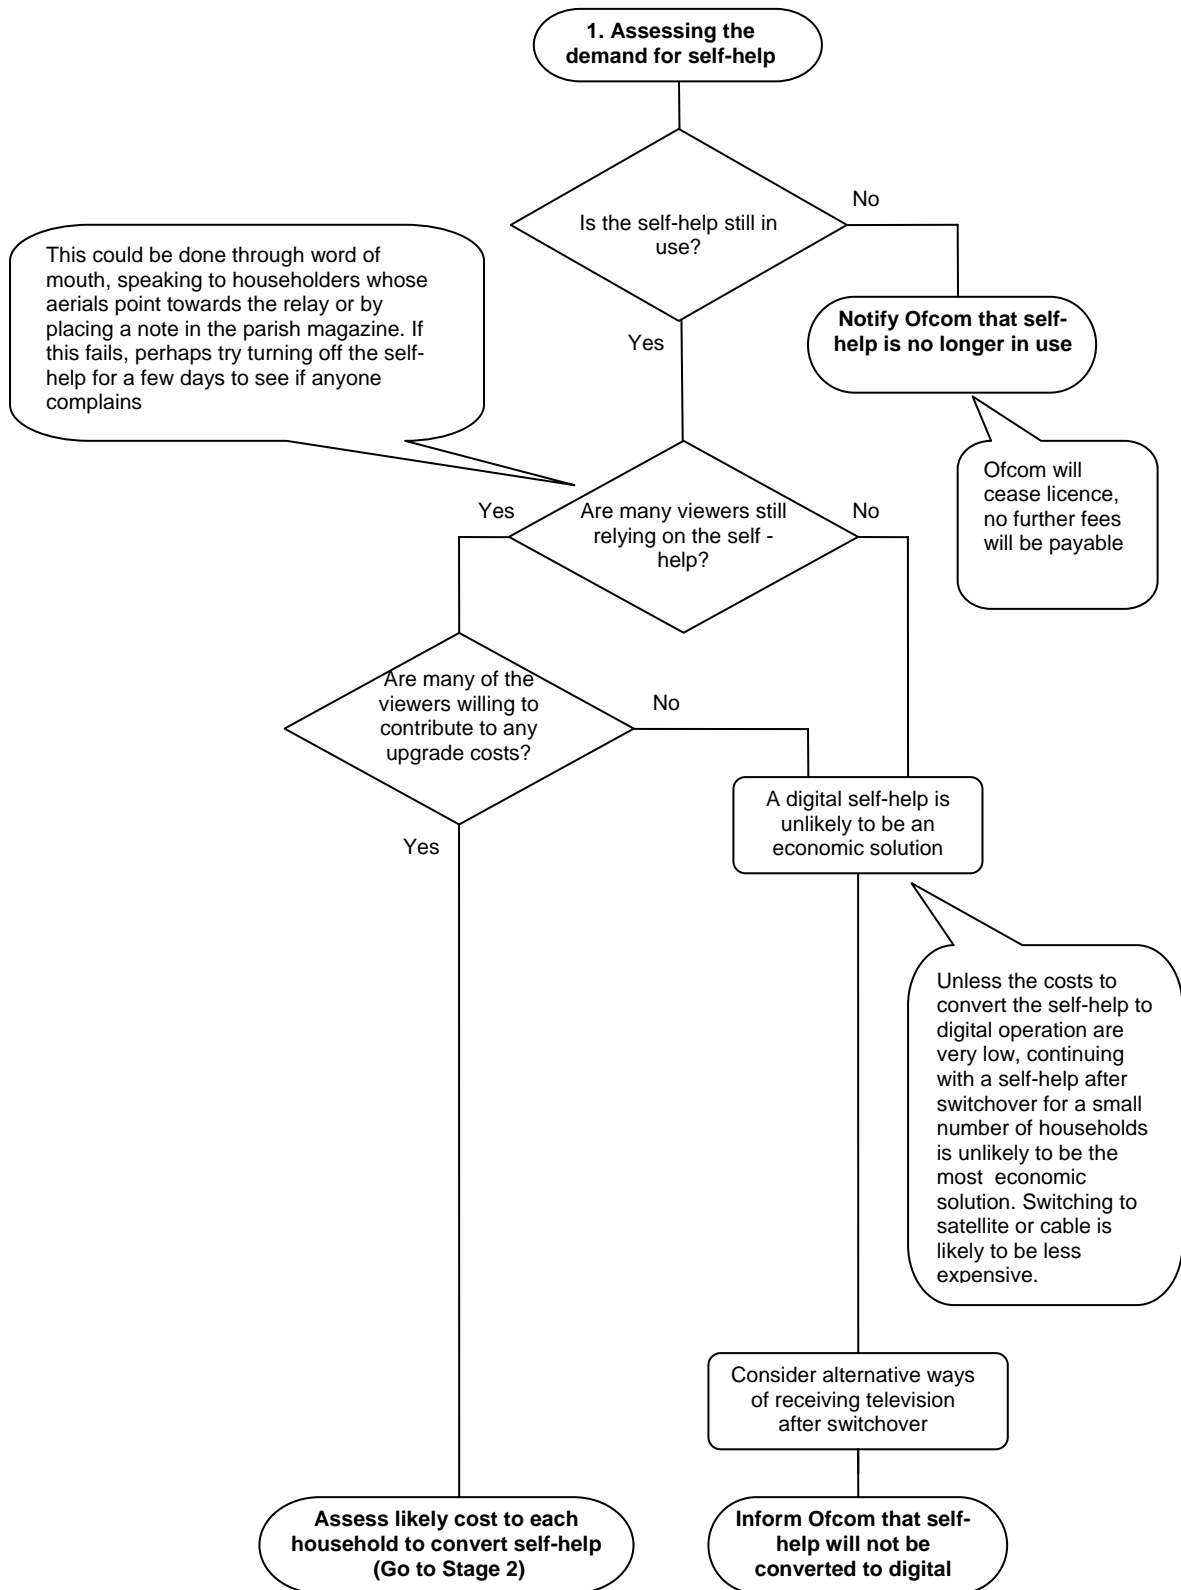 1. Assessing the
demand for self-help
Is the self-help still in
use?
No
Yes
Notify Ofcom that self-
help is no longer in use
Ofcom will
cease licence,
no further fees
will be payable
This could be done through word of
mouth, speaking to householders whose
aerials point towards the relay or by
placing a note in the parish magazine. If
this fails, perhaps try turning off the self-
help for a few days to see if anyone
complains
Are many viewers still
relying on the self -
help?
Yes
No
Are many of the
viewers willing to
contribute to any
upgrade costs?
No
Yes
A digital self-help is
unlikely to be an
economic solution
Unless the costs to
convert the self-help to
digital operation are
very low, continuing
with a self-help after
switchover for a small
number of households
is unlikely to be the
most  economic
solution. Switching to
satellite or cable is
likely to be less
expensive.
Consider alternative ways
of receiving television
after switchover
Assess likely cost to each
household to convert self-help
(Go to Stage 2)
Inform Ofcom that self-
help will not be
converted to digital